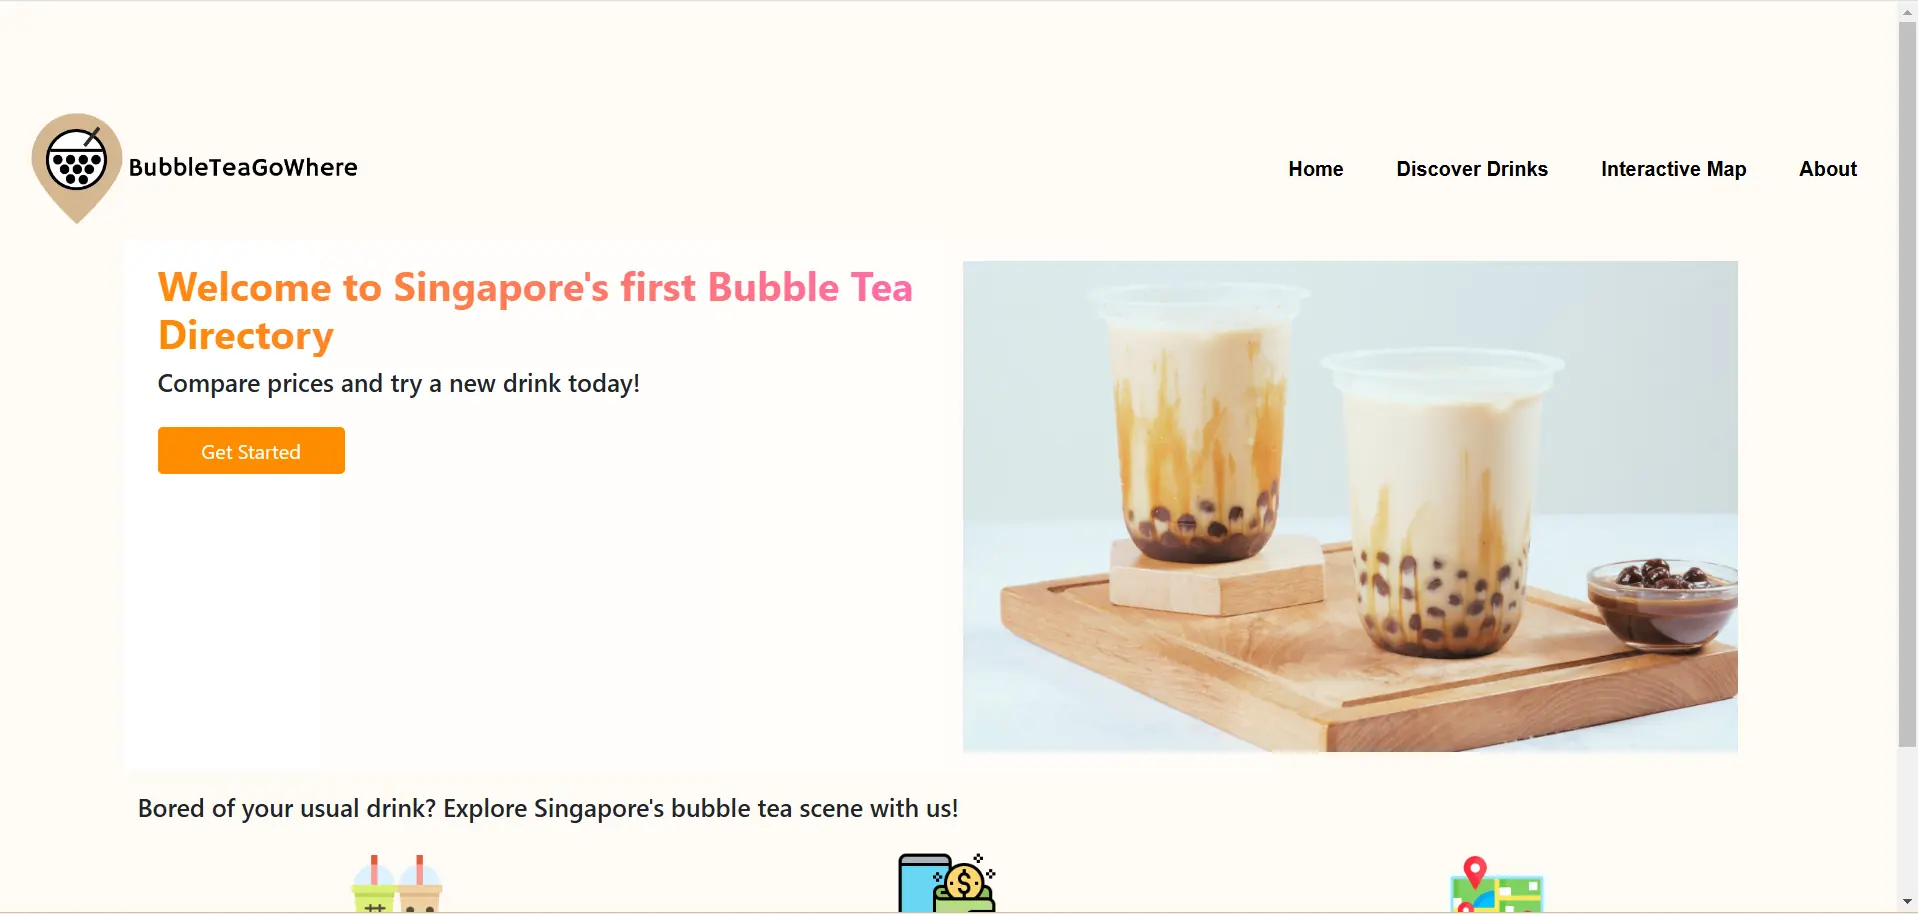 BubbleTeaGoWhere
Home
Discover Drinks
Interactive Map
About
Welcome to Singapore's first Bubble Tea
Directory
Compare prices and try a new drink today!
Get Started
Bored of your usual drink? Explore Singapore's bubble tea scene with us!